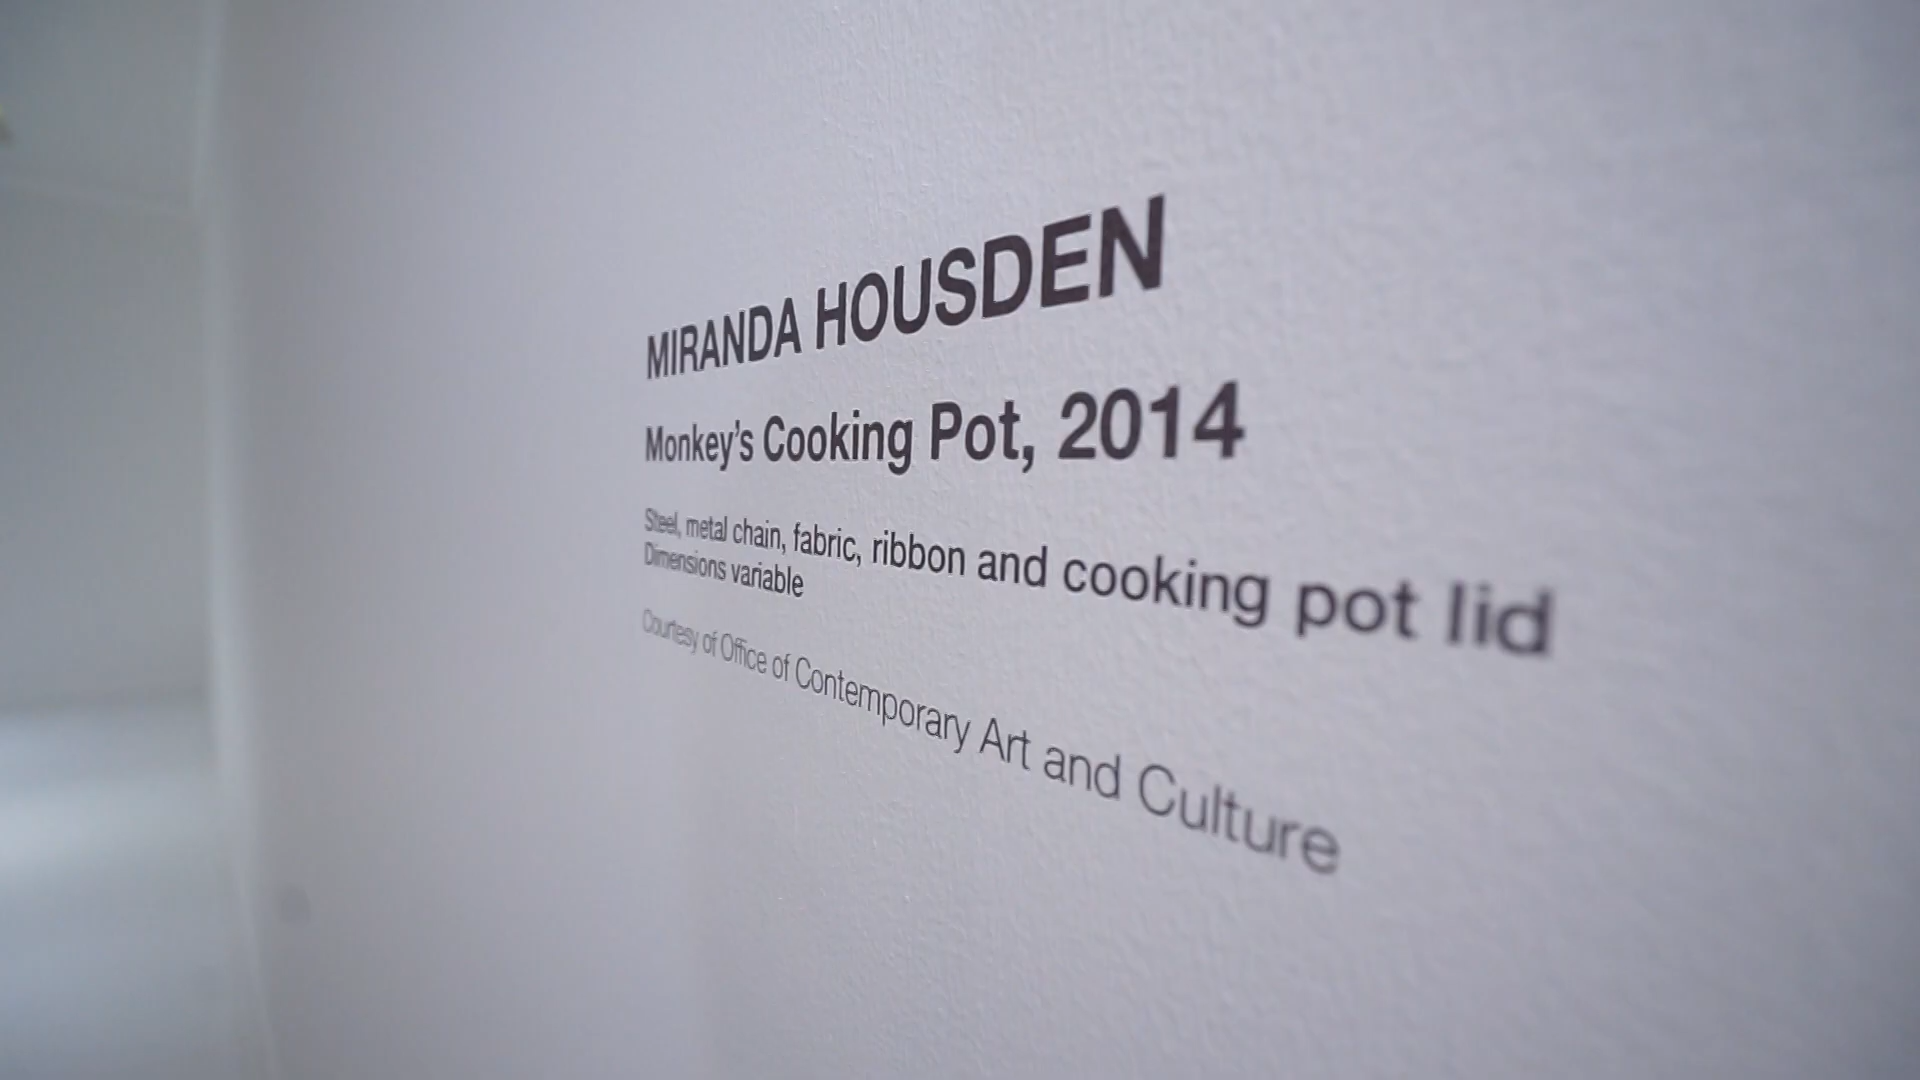 MIRANDA HOUSDEN
Monkey’s Cooking Pot, 2014
Steel, metal chain, fabric, ribbon and cooking pot lid
Dimensions variable
Courtesy of Office of Contemporary Art and Culture